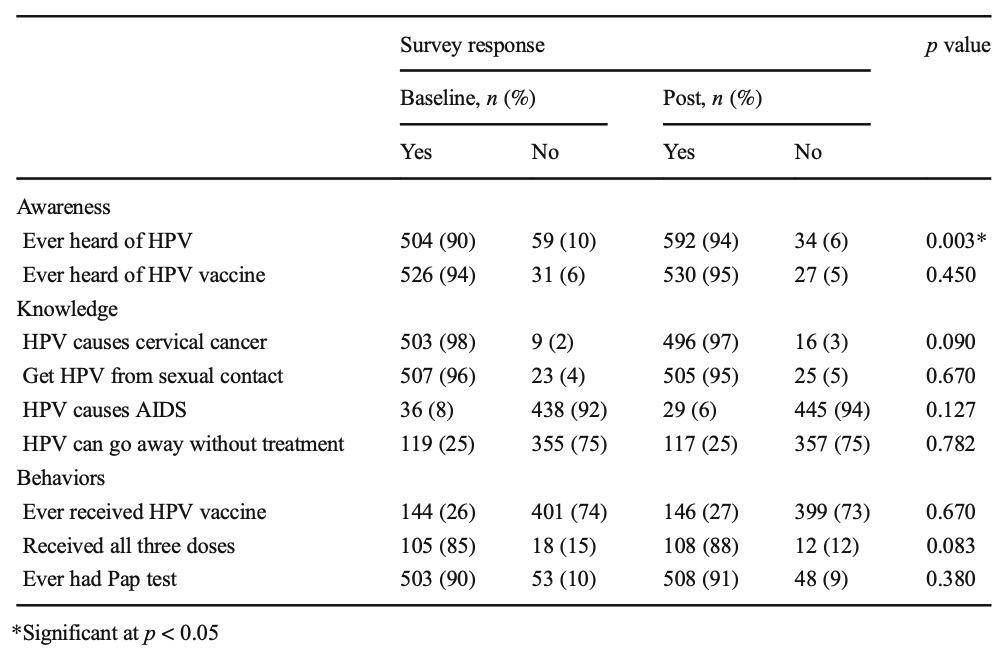 Survey response p value
Baseline, n (%) Post, n (%)
Yes No Yes No
Awareness
Ever heard of HPV 504 (90) 59 (10) 592 (94) 34 (6) 0.003*
Ever heard of HPV vaccine 526 (94) 31 (6) 530 (95) 27 (5) 0.450
Knowledge
HPV causes cervical cancer 503 (98) 9 (2) 496 (97) 16 (3) 0.090
Get HPV from sexual contact 507 (96) 23 (4) 505 (95) 25 (5) 0.670
HPV causes AIDS 36 (8) 438 (92) 29 (6) 445 (94) 0.127
HPV can go away without treatment 119 (25) 355 (75) 117 (25) 357 (75) 0.782
Behaviors
Ever received HPV vaccine 144 (26) 401 (74) 146 (27) 399 (73) 0.670
Received all three doses 105 (85) 18 (15) 108 (88) 12 (12) 0.083
Ever had Pap test 503 (90) 53 (10) 508 (91) 48 (9) 0.380
*Significant at p < 0.05